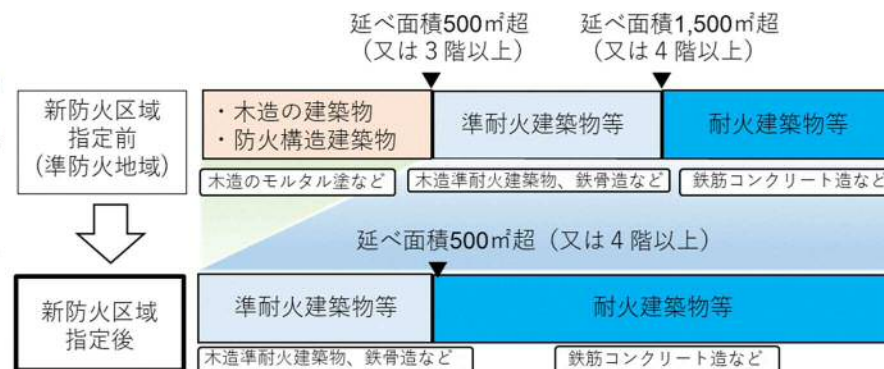 延べ面積500㎡超
（又は３階以上）
延べ面積1,500㎡超
（又は４階以上）
新防火区域
指定前
（準防火地域）
・木造の建築物
・防火構造建築物
準耐火建築物等
耐火建築物等
木造のモルタル塗など
木造準耐火建築物、鉄骨造など
鉄筋コンクリート造など
延べ面積500㎡超（又は４階以上）
新防火区域
指定後
準耐火建築物等
耐火建築物等
木造準耐火建築物、鉄骨造など
鉄筋コンクリート造など